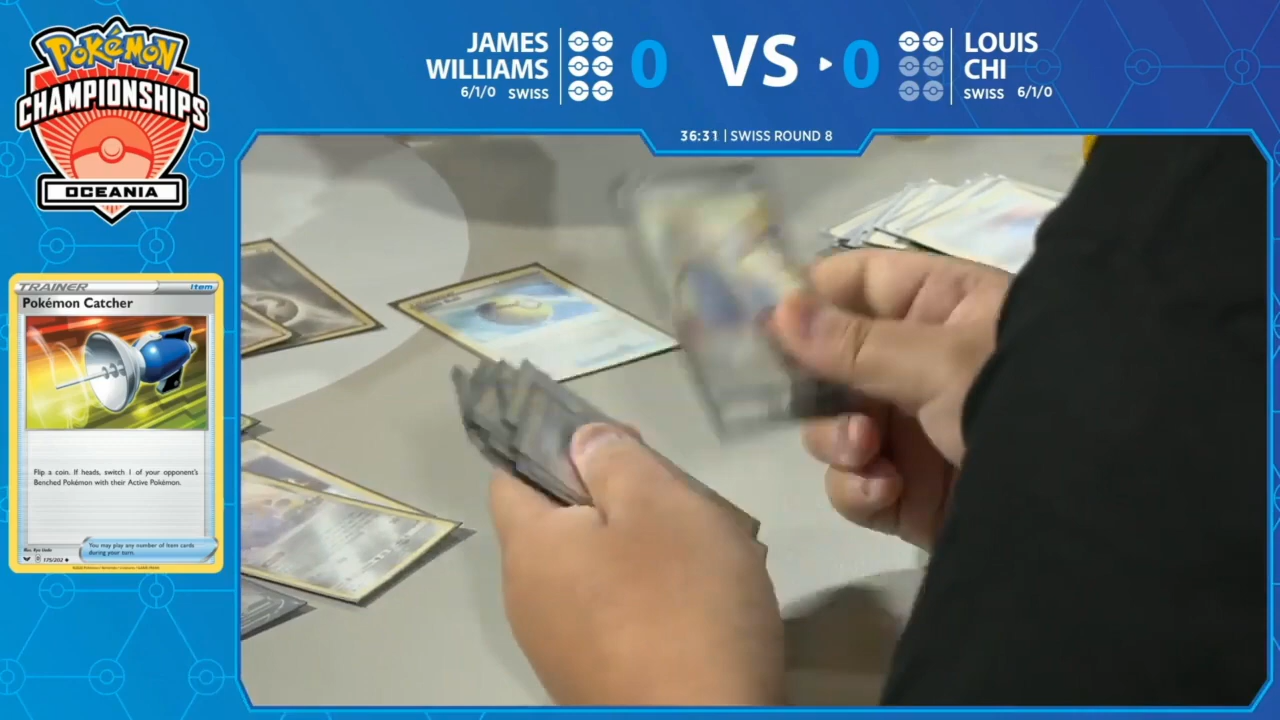 Pokémon
CHAMPIONSHIPS
OCEANIA
JAMES
WILLIAMS
6/1/0 SWISS
0
VS
0
LOUIS
CHI
SWISS 6/1/0
36:31 | SWISS ROUND 8
TRAINER
Item
Pokémon Catcher
Flip a coin. If heads, switch 1 of your opponent's
Benched Pokémon with their Active Pokémon.
You may play any number of Item cards
during your turn.
175/202